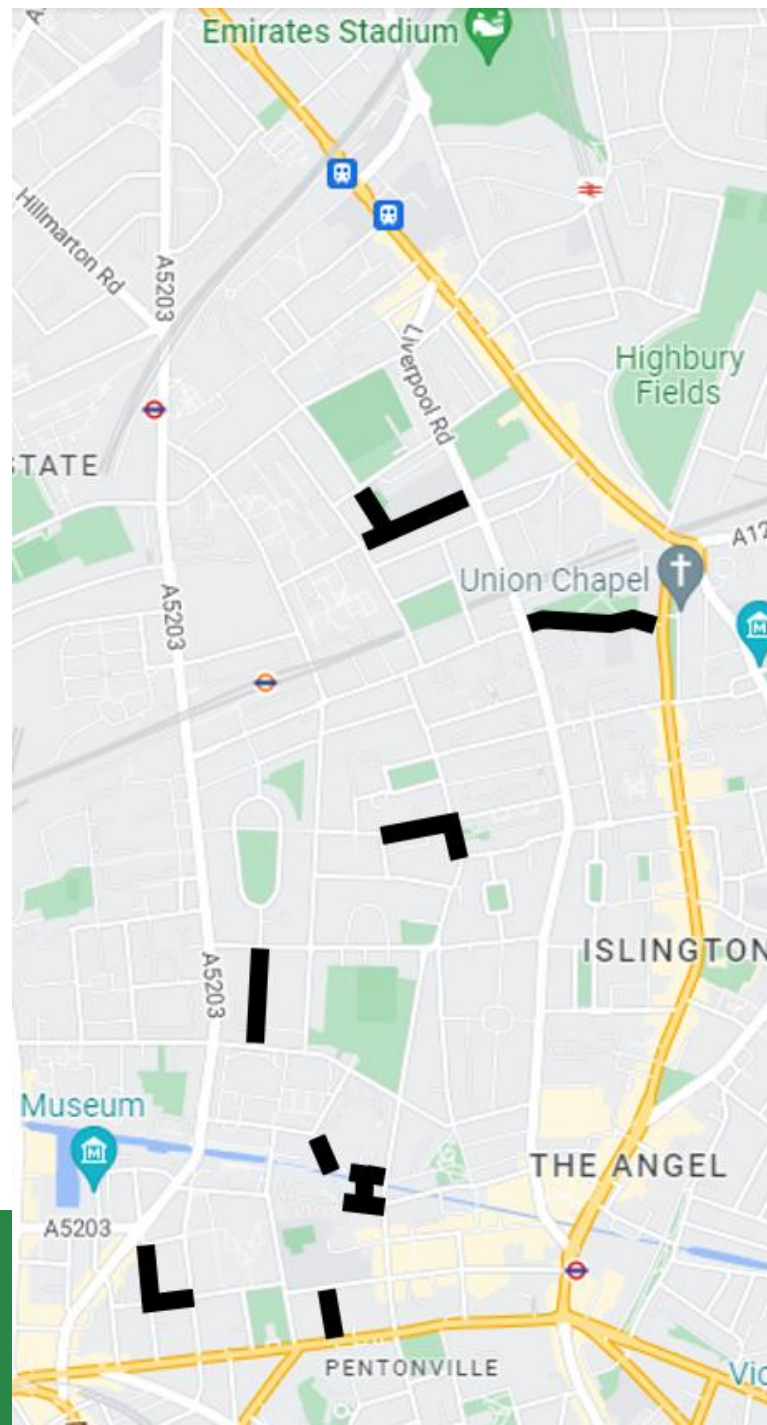 Emirates Stadium
Hillmarton Rd
A5203
Liverpool Rd
Highbury
Fields
STATE
A12
Union Chapel
A5203
ISLINGTON
A5203
Museum
THE ANGEL
A5203
PENTONVILLE
Vic